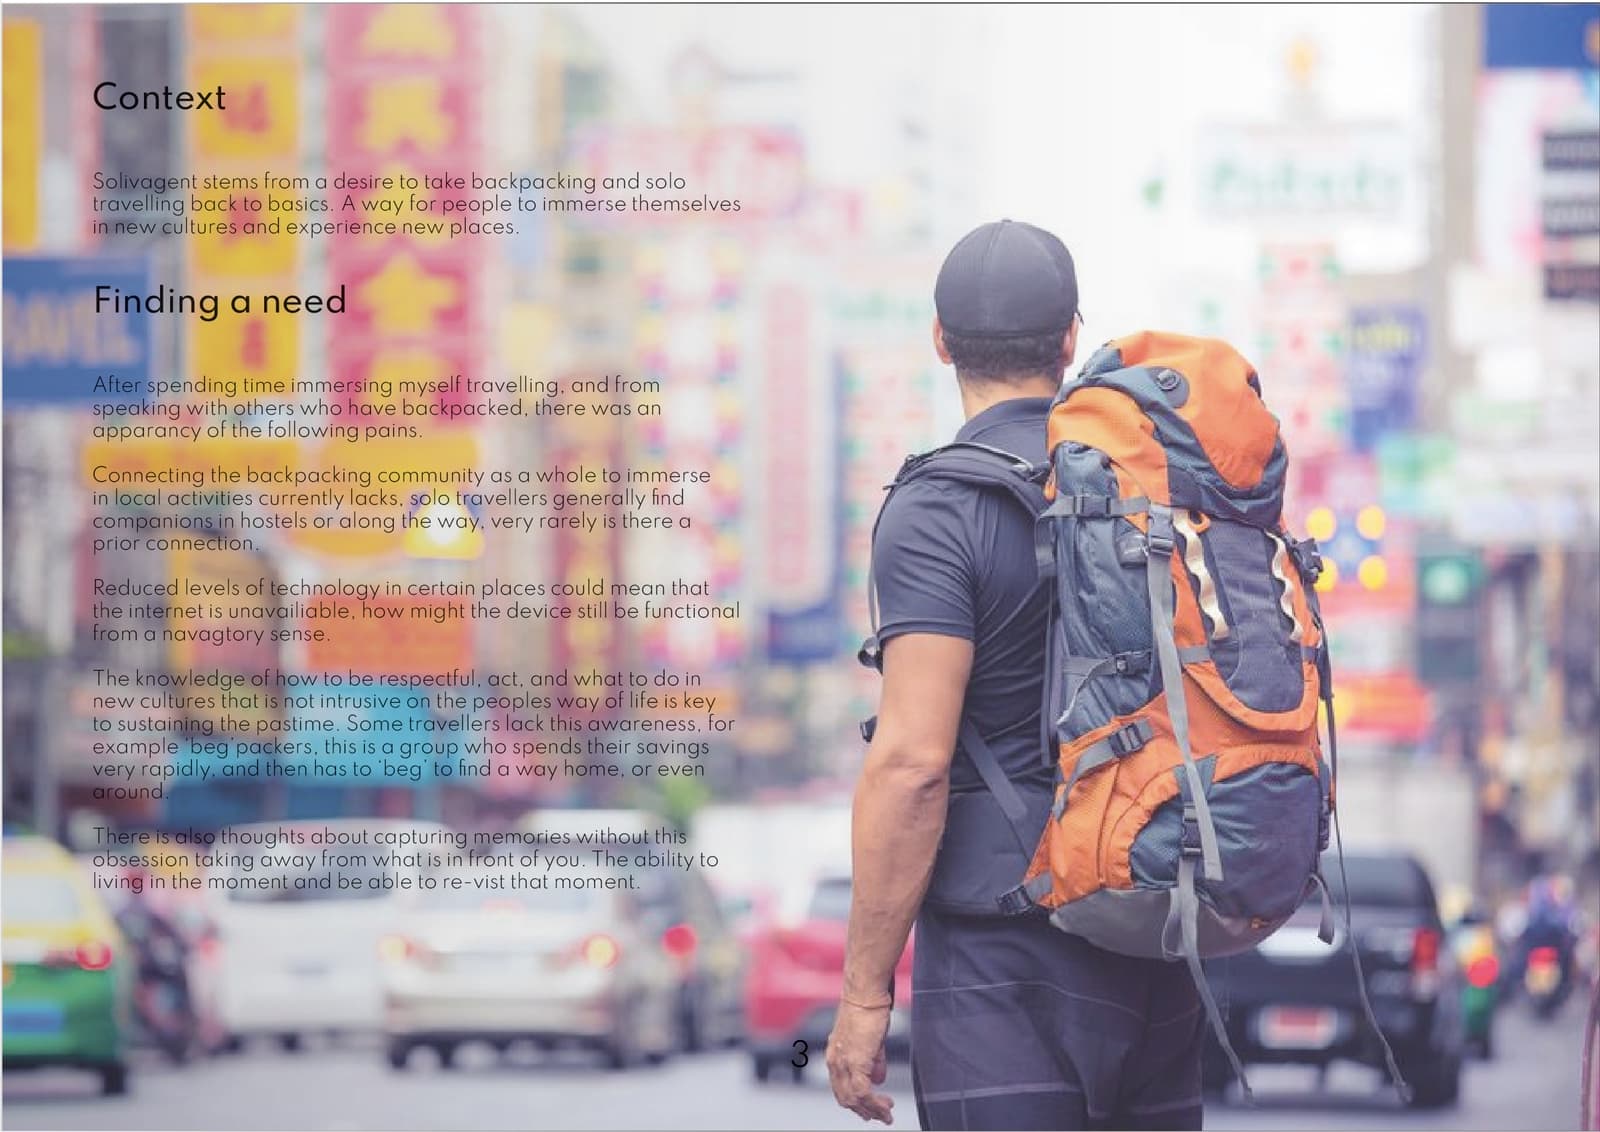 Context
Solivagent stems from a desire to take backpacking and solo
travelling back to basics. A way for people to immerse themselves
in new cultures and experience new places.
Finding a need
After spending time immersing myself travelling, and from
speaking with others who have backpacked, there was an
apparancy of the following pains.
Connecting the backpacking community as a whole to immerse
in local activities currently lacks, solo travellers generally find
companions in hostels or along the way, very rarely is there a
prior connection.
Reduced levels of technology in certain places could mean that
the internet is unavailiable, how might the device still be functional
from a navagtory sense.
The knowledge of how to be respectful, act, and what to do in
new cultures that is not intrusive on the peoples way of life is key
to sustaining the pastime. Some travellers lack this awareness, for
example 'beg'packers, this is a group who spends their savings
very rapidly, and then has to 'beg' to find a way home, or even
around.
There is also thoughts about capturing memories without this
obsession taking away from what is in front of you. The ability to
living in the moment and be able to re-vist that moment.
3